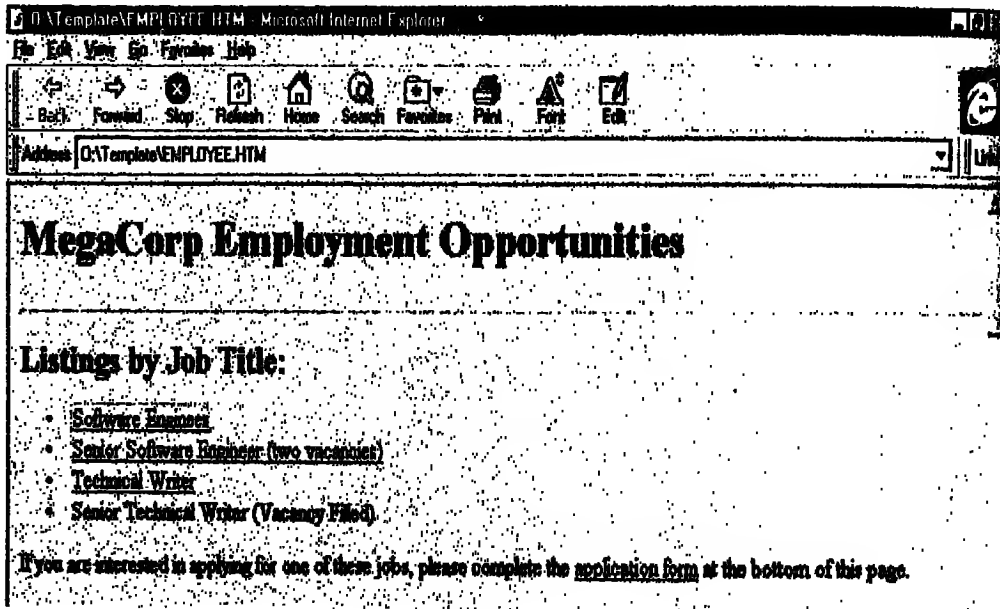 D:\Template\EMPLOYEE.HTM - Microsoft Internet Explorer
File Edit View Go Favorites Help
Back Forward Stop Refresh Home Search Favorites Print Font Edit
Address D:\Template\EMPLOYEE.HTM
MegaCorp Employment Opportunities
Listings by Job Title:
• Software Engineer
• Senior Software Engineer (two vacancies)
• Technical Writer
• Senior Technical Writer (Vacancy Filled)
If you are interested in applying for one of these jobs, please complete the application form at the bottom of this page.